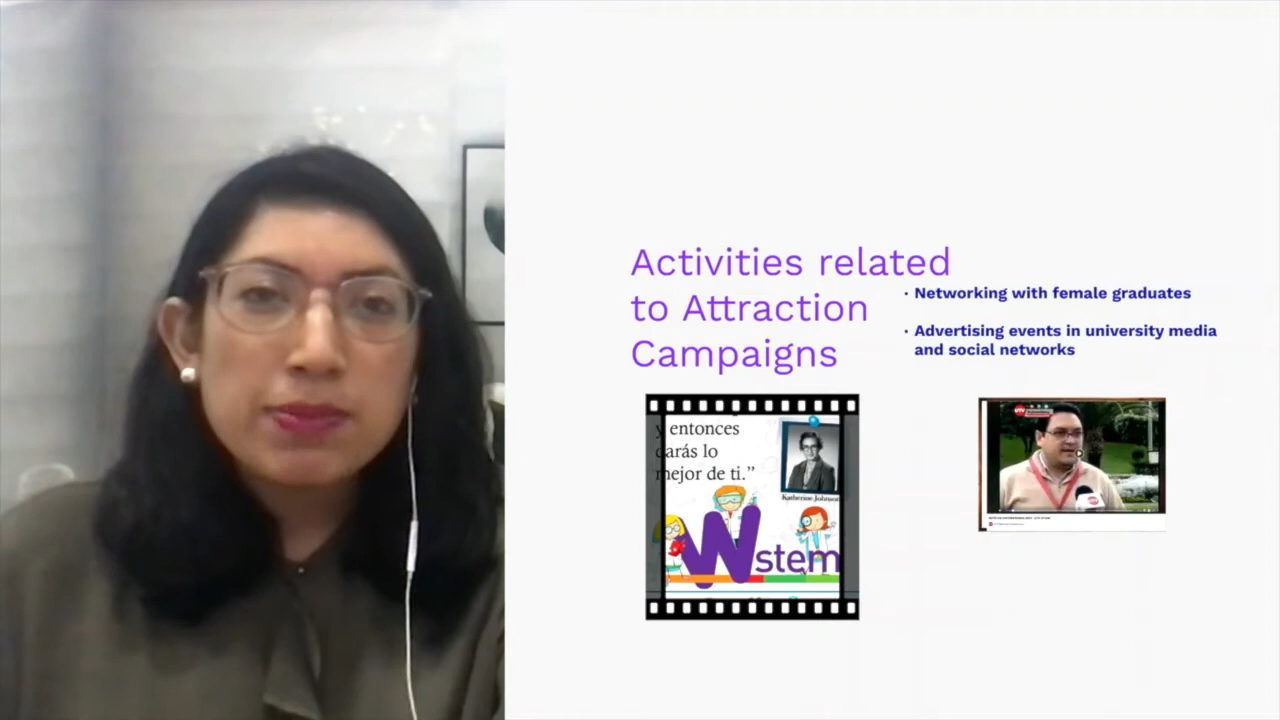 Activities related
to Attraction
Campaigns
· Networking with female graduates
· Advertising events in university media
and social networks
y entonces
darás lo
mejor de ti.”
Katherine Johnson
Wstem
UTV